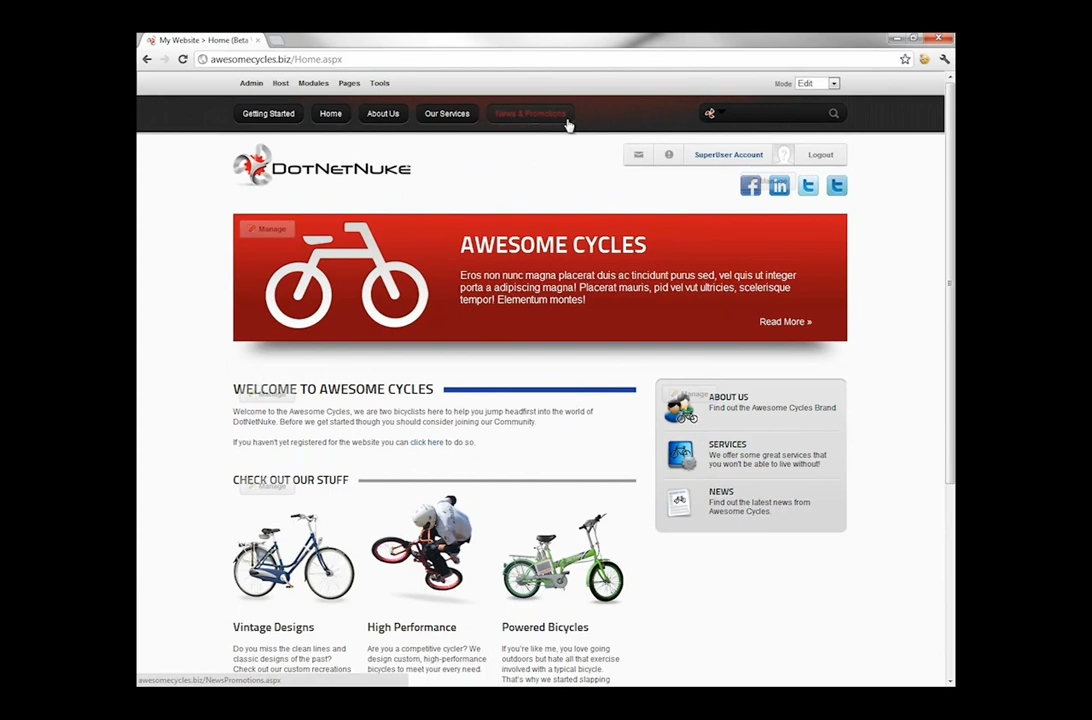 My Website > Home (Beta
awesomecycles.biz/Home.aspx
Admin Host Modules Pages Tools
Mode Edit
Getting Started Home About Us Our Services News & Promotions
DOTNETNUKE
SuperUser Account Logout
Manage
AWESOME CYCLES
Eros non nunc magna placerat duis ac tincidunt purus sed, vel quis ut integer
porta a adipiscing magna! Placerat mauris, pid vel vut ultricies, scelerisque
tempor! Elementum montes!
Read More »
WELCOME TO AWESOME CYCLES
Manage
Welcome to the Awesome Cycles, we are two bicyclists here to help you jump headfirst into the world of
DotNetNuke. Before we get started though you should consider joining our Community.
If you haven't yet registered for the website you can click here to do so.
Manage
ABOUT US
Find out the Awesome Cycles Brand
SERVICES
We offer some great services that
you won't be able to live without!
NEWS
Find out the latest news from
Awesome Cycles.
CHECK OUT OUR STUFF
Manage
Vintage Designs
Do you miss the clean lines and
classic designs of the past?
Check out our custom recreations
High Performance
Are you a competitive cycler? We
design custom, high-performance
bicycles to meet your every need.
Powered Bicycles
If you're like me, you love going
outdoors but hate all that exercise
involved with a typical bicycle.
That's why we started slapping
awesomecycles.biz/NewsPromotions.aspx